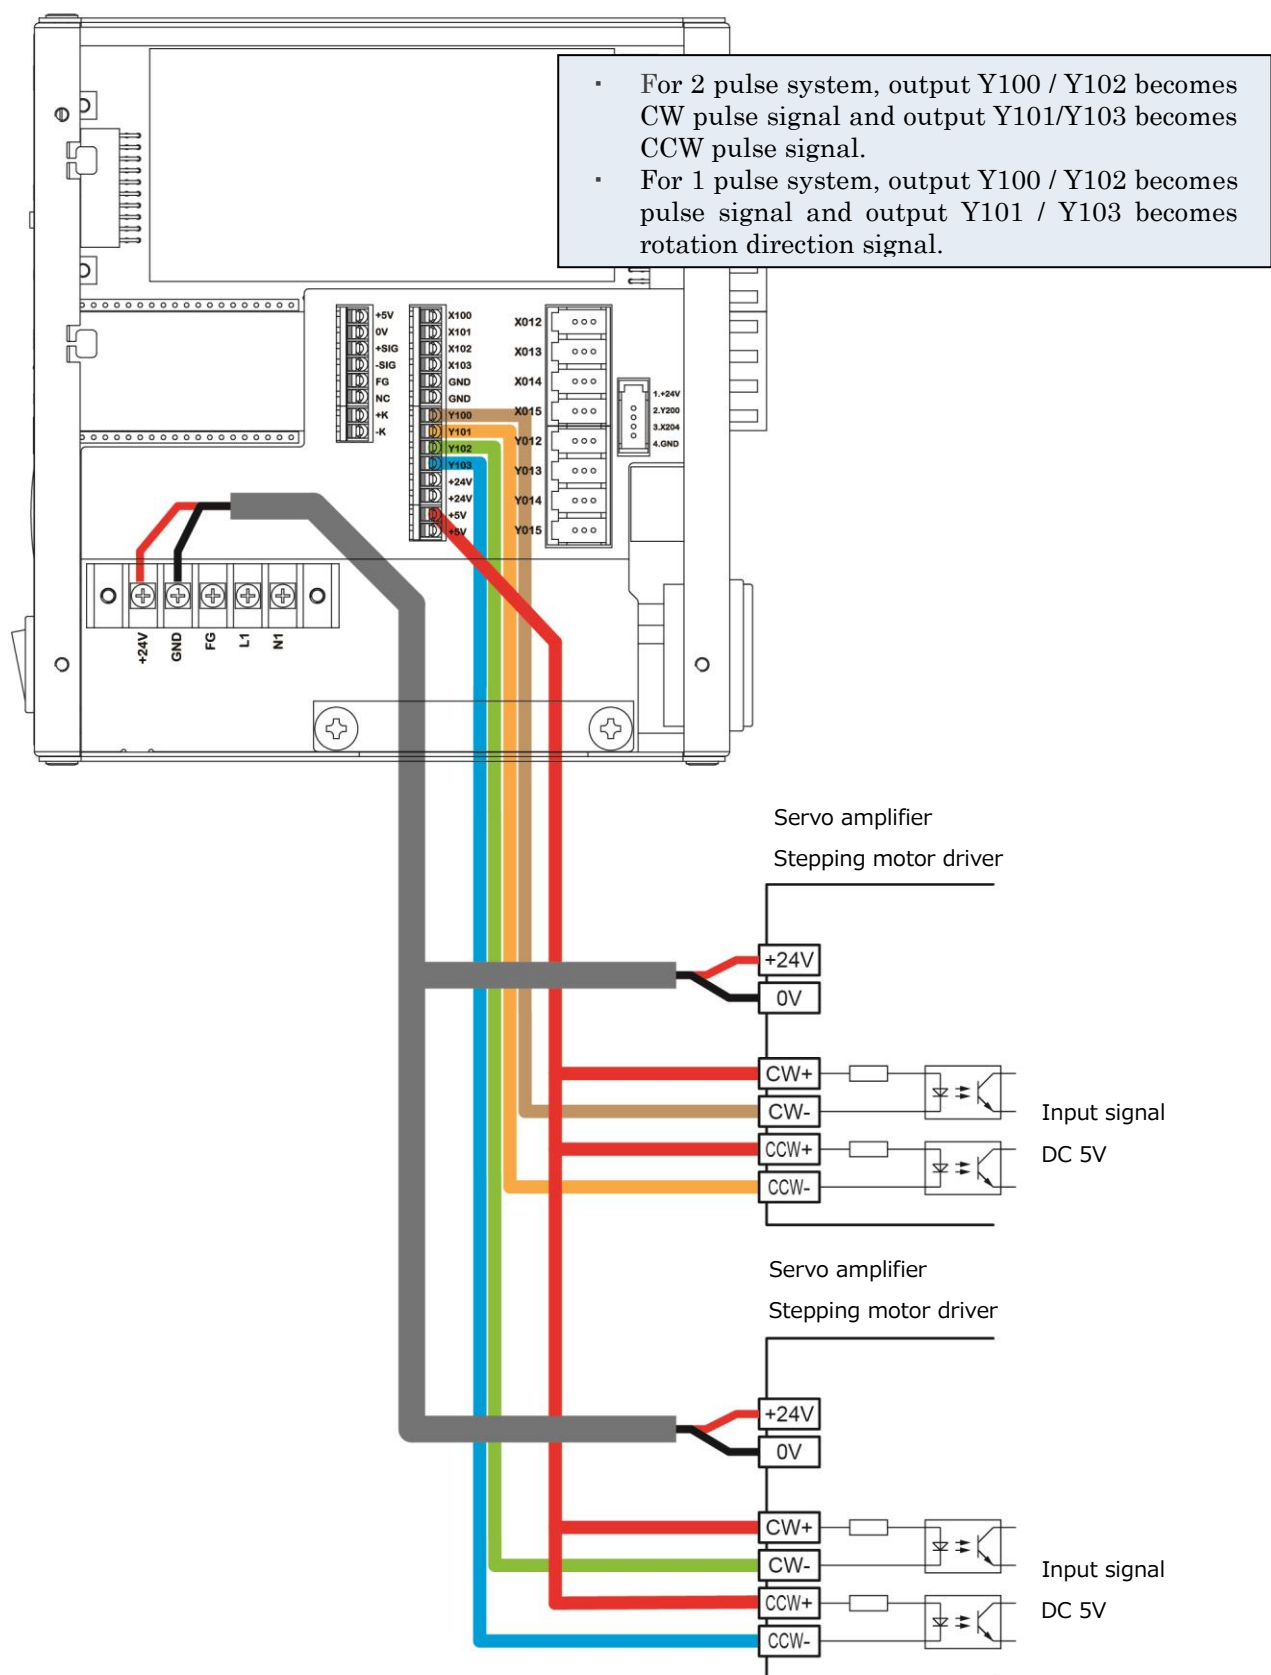 · For 2 pulse system, output Y100 / Y102 becomes
CW pulse signal and output Y101/Y103 becomes
CCW pulse signal.
· For 1 pulse system, output Y100 / Y102 becomes
pulse signal and output Y101 / Y103 becomes
rotation direction signal.
+5V
0V
+SIG
-SIG
FG
NC
+K
-K
X100
X101
X102
X103
GND
GND
Y100
Y101
Y102
Y103
+24V
+24V
+5V
+5V
X012
X013
X014
X015
Y012
Y013
Y014
Y015
1.+24V
2.Y200
3.X204
4.GND
+24V
GND
FG
L1
N1
Servo amplifier
Stepping motor driver
+24V
0V
CW+
CW-
CCW+
CCW-
Input signal
DC 5V
Servo amplifier
Stepping motor driver
+24V
0V
CW+
CW-
CCW+
CCW-
Input signal
DC 5V